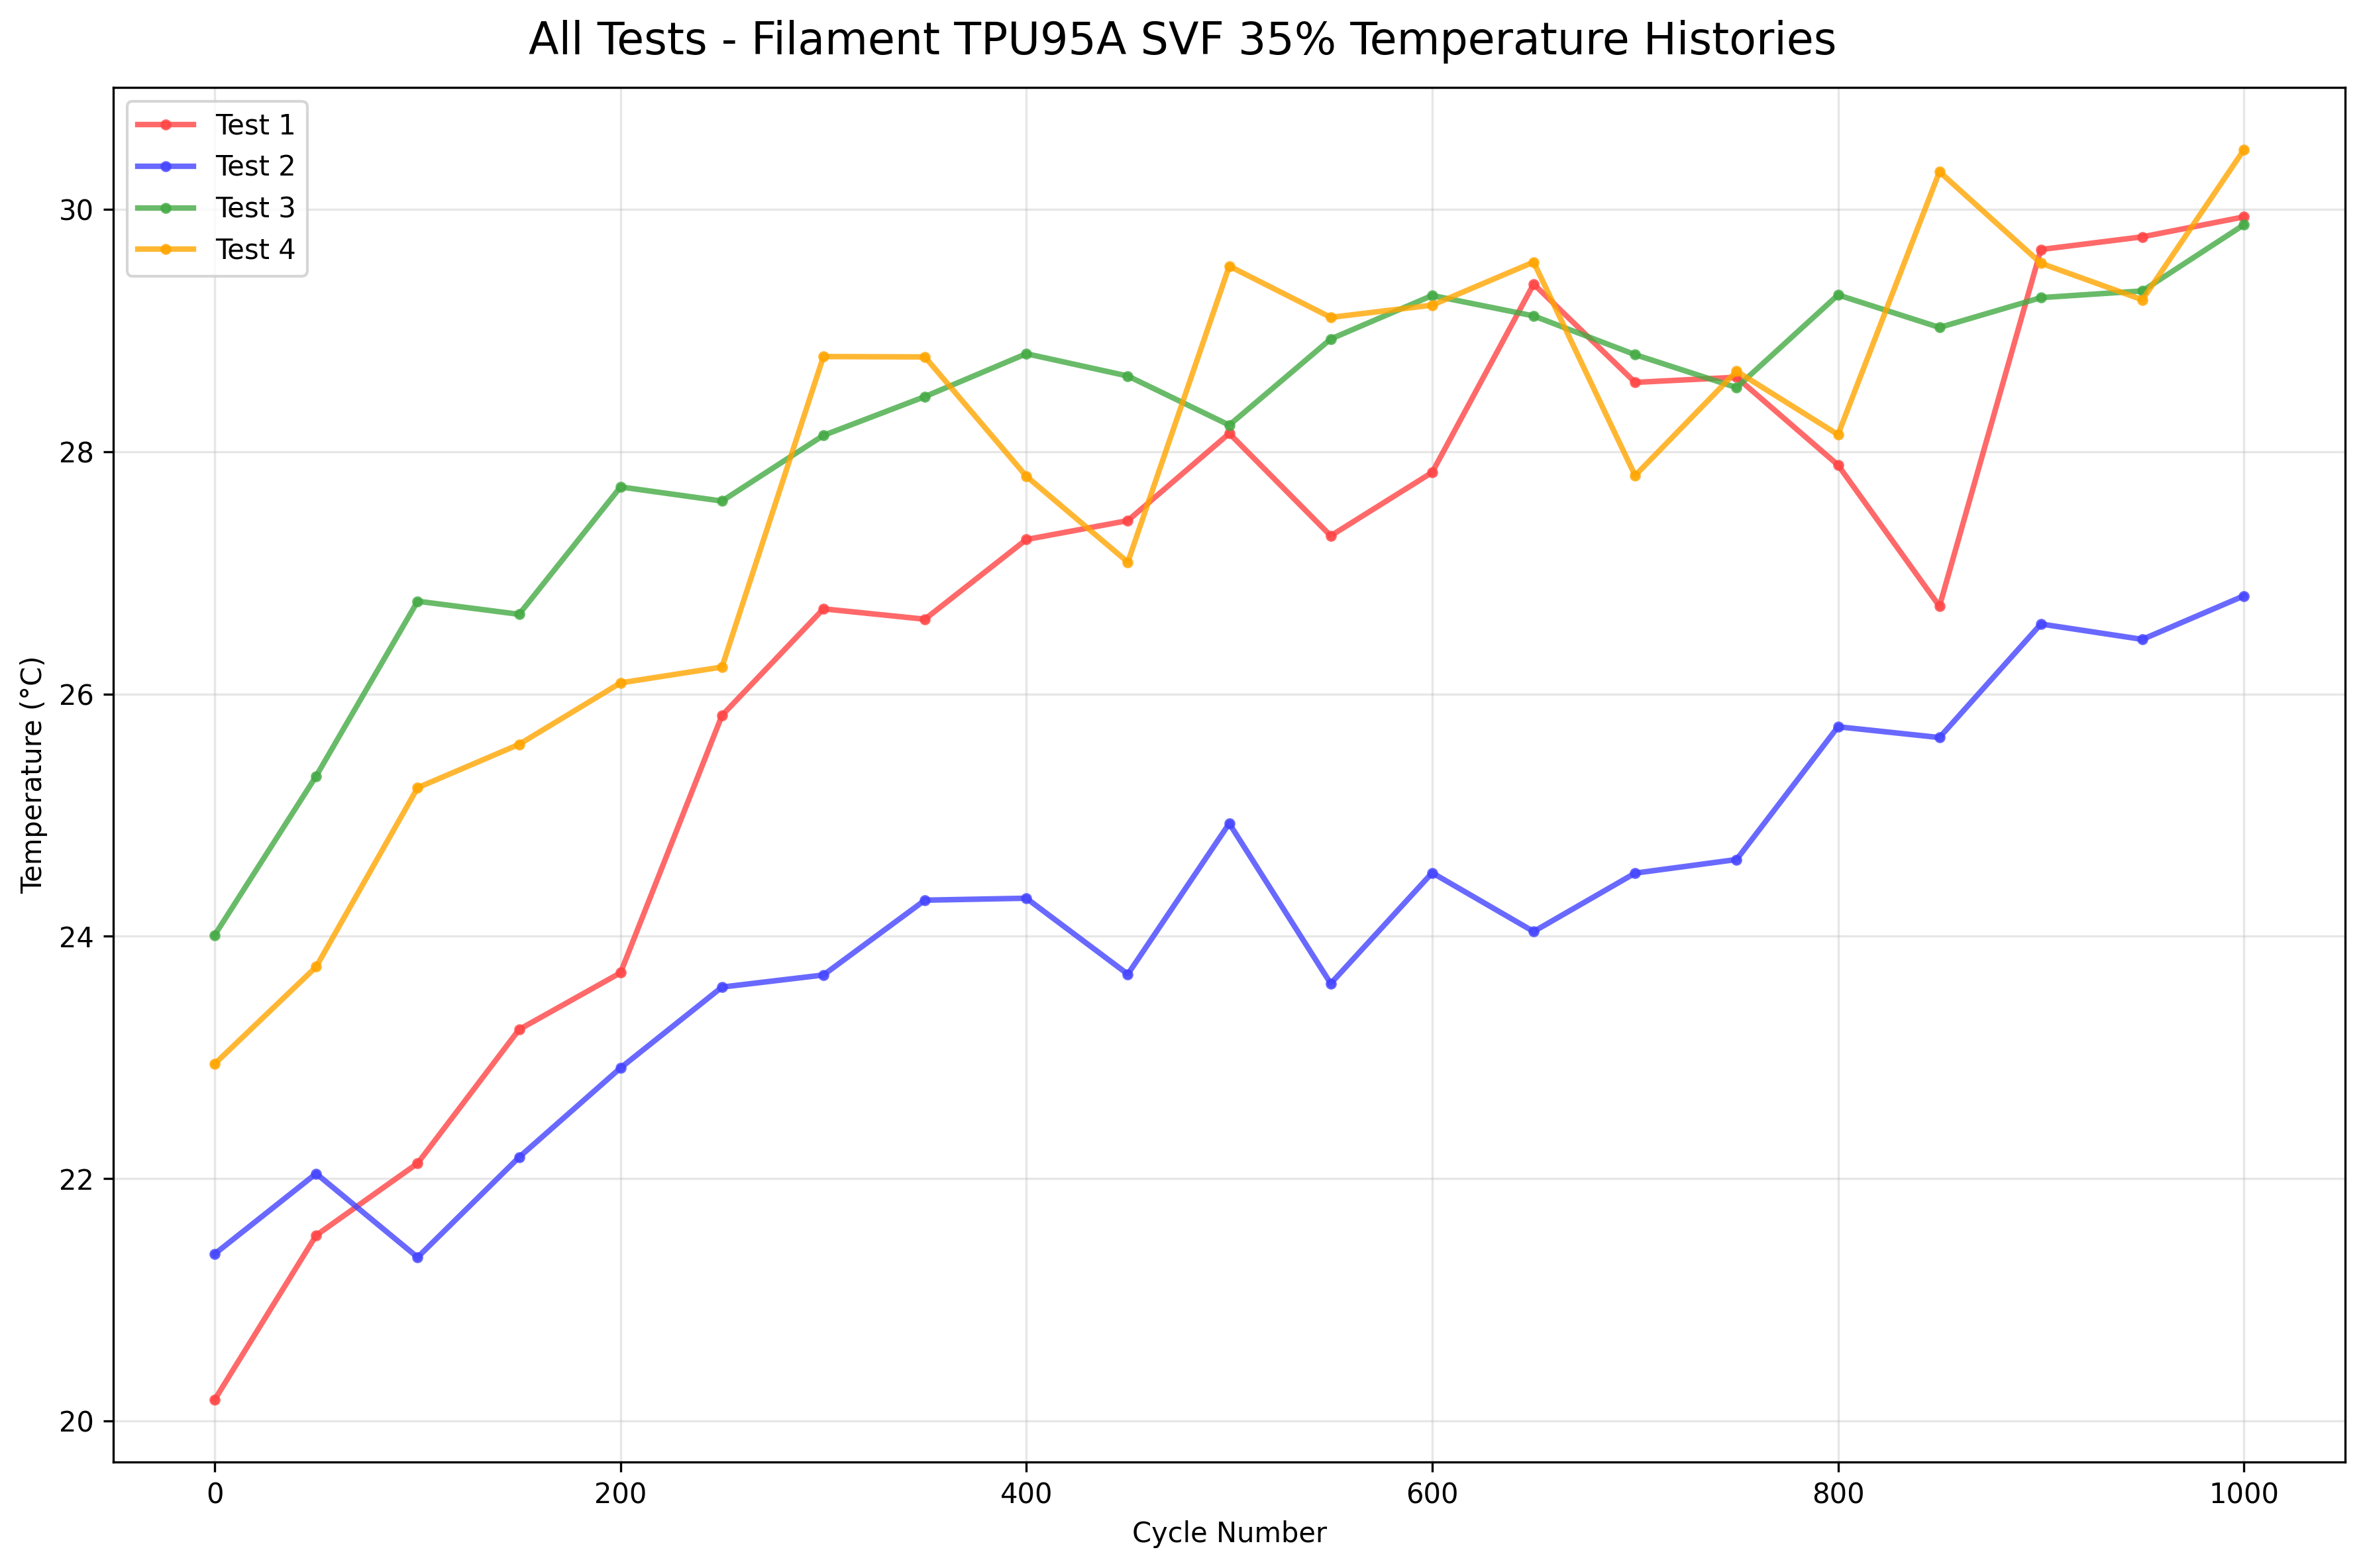 All Tests - Filament TPU95A SVF 35% Temperature Histories
Test 1
Test 2
Test 3
Test 4
Temperature (°C)
30
28
26
24
22
20
0 200 400 600 800 1000
Cycle Number